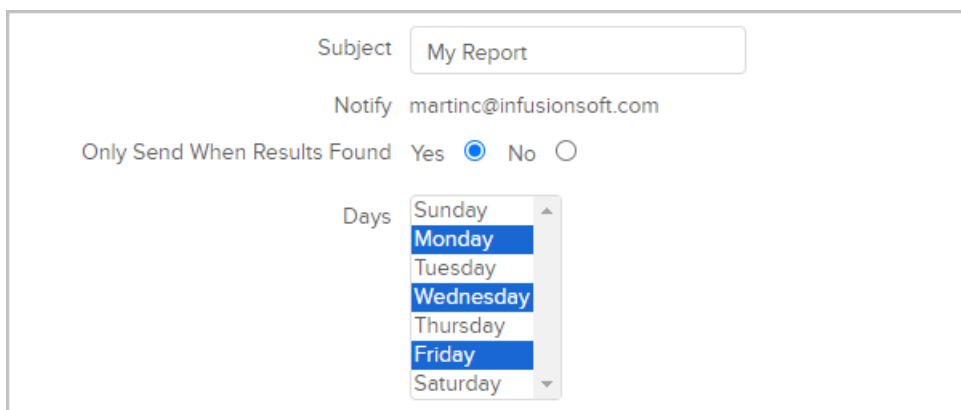 Subject My Report
Notify martinc@infusionsoft.com
Only Send When Results Found Yes No
Days Sunday
Monday
Tuesday
Wednesday
Thursday
Friday
Saturday